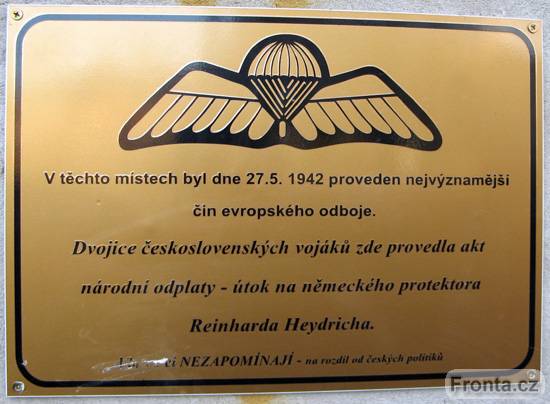 V těchto místech byl dne 27.5. 1942 proveden nejvýznamější
čin evropského odboje.
Dvojice československých vojáků zde provedla akt
národní odplaty - útok na německého protektora
Reinharda Heydricha.
NEZAPOMÍNAJÍ - na rozdíl od českých politiků
Fronta.cz